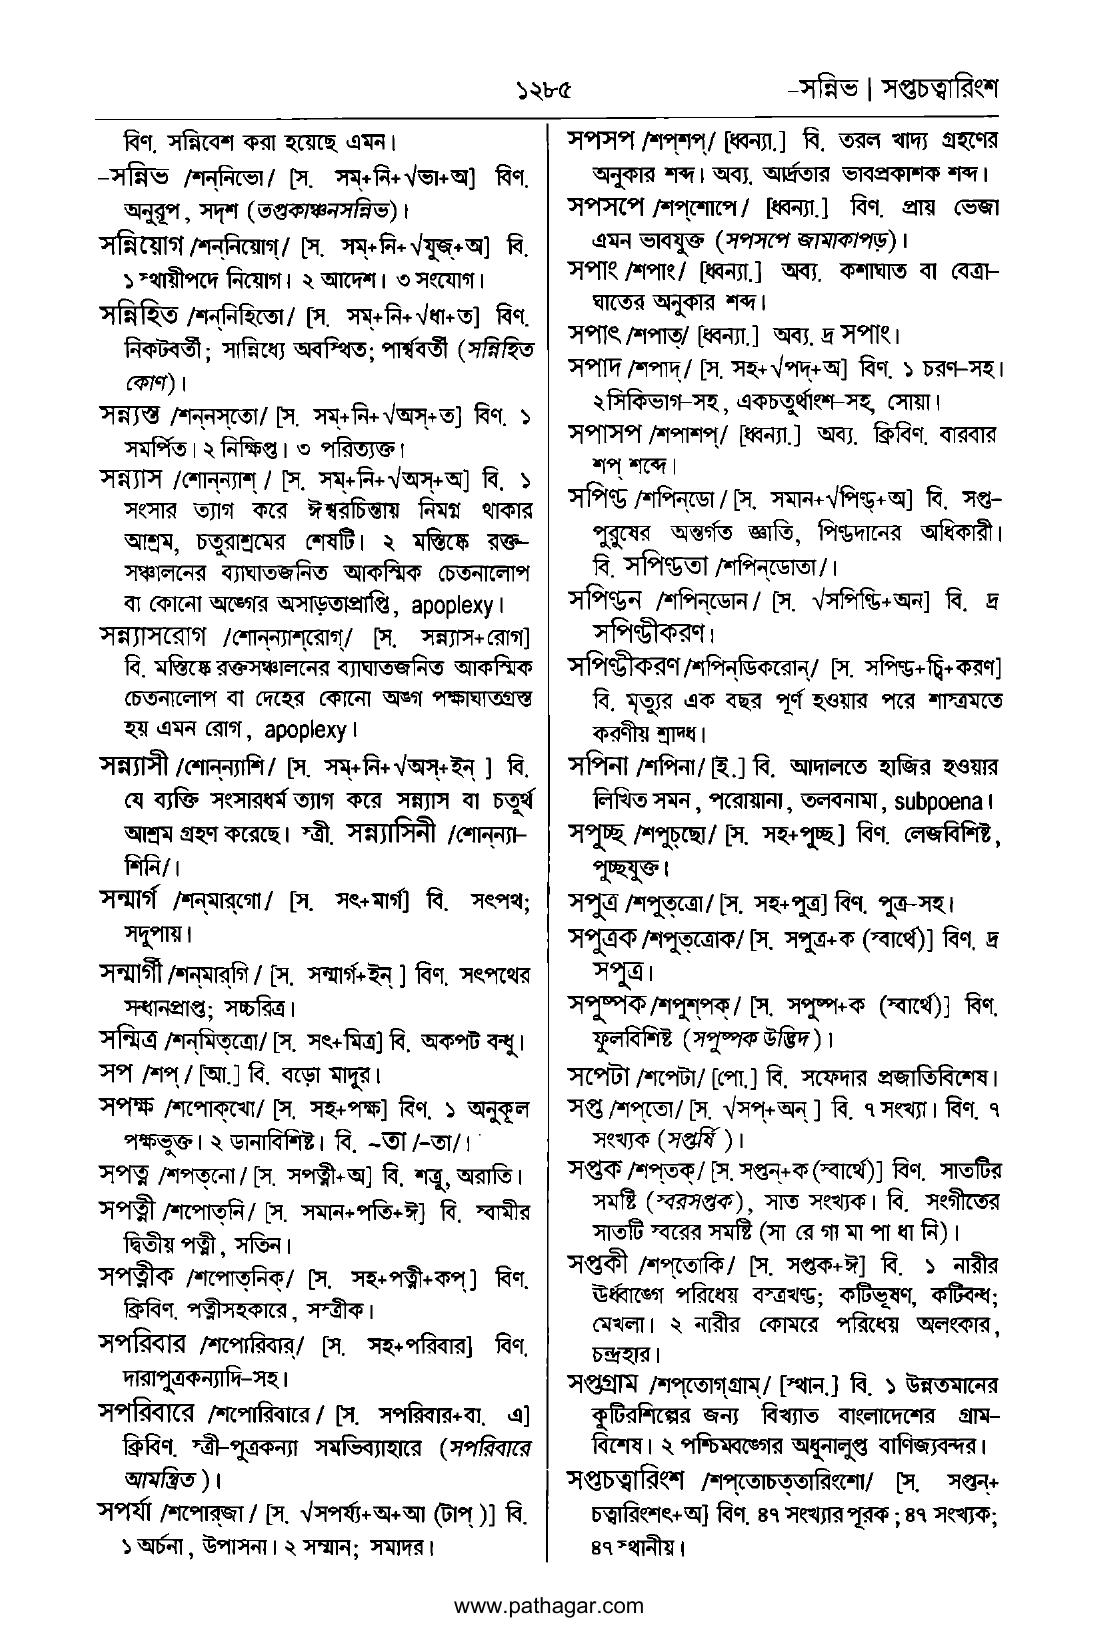 ১২৮৫
–সন্নিভ | সপ্তচত্বারিংশ
বিণ. সন্নিবেশ করা হয়েছে এমন।
–সন্নিভ /শন্‌নিভো/ [স. সম্‌+নি+√ভা+অ] বিণ.
অনুরূপ, সদৃশ (তপ্তকাঞ্চনসন্নিভ)।
সন্নিয়োগ /শন্‌নিয়োগ্/ [স. সম্‌+নি+√যুজ্‌+অ] বি.
১ স্থায়ীপদে নিয়োগ। ২ আদেশ। ৩ সংযোগ।
সন্নিহিত /শন্‌নিহিতো/ [স. সম্‌+নি+√ধা+ত] বিণ.
নিকটবর্তী; সান্নিধ্যে অবস্থিত; পার্শ্ববর্তী (সন্নিহিত
কোণ)।
সন্ন্যস্ত /শন্‌নস্‌তো/ [স. সম্‌+নি+√অস্‌+ত] বিণ. ১
সমর্পিত। ২ নিক্ষিপ্ত। ৩ পরিত্যক্ত।
সন্ন্যাস /শোন্‌ন্যাশ্ / [স. সম্‌+নি+√অস্‌+অ] বি. ১
সংসার ত্যাগ করে ঈশ্বরচিন্তায় নিমগ্ন থাকার
আশ্রম, চতুরাশ্রমের শেষটি। ২ মস্তিষ্কে রক্ত–
সঞ্চালনের ব্যাঘাতজনিত আকস্মিক চেতনালোপ
বা কোনো অঙ্গের অসাড়তাপ্রাপ্তি, apoplexy।
সন্ন্যাসরোগ /শোন্‌ন্যাশ্‌রোগ্/ [স. সন্ন্যাস+রোগ]
বি. মস্তিষ্কে রক্তসঞ্চালনের ব্যাঘাতজনিত আকস্মিক
চেতনালোপ বা দেহের কোনো অঙ্গ পক্ষাঘাতগ্রস্ত
হয় এমন রোগ, apoplexy।
সন্ন্যাসী /শোন্‌ন্যাশি/ [স. সম্‌+নি+√অস্‌+ইন্ ] বি.
যে ব্যক্তি সংসারধর্ম ত্যাগ করে সন্ন্যাস বা চতুর্থ
আশ্রম গ্রহণ করেছে। স্ত্রী. সন্ন্যাসিনী /শোন্‌ন্যা–
শিনি/।
সন্মার্গ /শন্‌মার্‌গো/ [স. সৎ+মার্গ] বি. সৎপথ;
সদুপায়।
সন্মার্গী /শন্‌মার্‌গি/ [স. সন্মার্গ+ইন্ ] বিণ. সৎপথের
সন্ধানপ্রাপ্ত; সচ্চরিত্র।
সন্মিত্র /শন্‌মিত্‌ত্রো/ [স. সৎ+মিত্র] বি. অকপট বন্ধু।
সপ /শপ্ / [আ.] বি. বড়ো মাদুর।
সপক্ষ /শপোক্‌খো/ [স. সহ+পক্ষ] বিণ. ১ অনুকূল
পক্ষভুক্ত। ২ ডানাবিশিষ্ট। বি. ~তা /–তা/।
সপত্ন /শপত্‌নো/ [স. সপত্নী+অ] বি. শত্রু, অরাতি।
সপত্নী /শপোত্‌নি/ [স. সমান+পতি+ঈ] বি. স্বামীর
দ্বিতীয় পত্নী, সতিন।
সপত্নীক /শপোত্‌নিক্/ [স. সহ+পত্নী+কপ্ ] বিণ.
ক্রিবিণ. পত্নীসহকারে, সস্ত্রীক।
সপরিবার /শপোরিবার্/ [স. সহ+পরিবার] বিণ.
দারাপুত্রকন্যাদি–সহ।
সপরিবারে /শপোরিবারে/ [স. সপরিবার+বা. এ]
ক্রিবিণ. স্ত্রী–পুত্রকন্যা সমভিব্যাহারে (সপরিবারে
আমন্ত্রিত )।
সপর্যা /শপোর্‌জা/ [স. √সপর্য্য+অ+আ (টাপ্ )] বি.
১ অর্চনা, উপাসনা। ২ সম্মান; সমাদর।
সপসপ /শপ্‌শপ্/ [ধ্বন্যা.] বি. তরল খাদ্য গ্রহণের
অনুকার শব্দ। অব্য. আর্দ্রতার ভাবপ্রকাশক শব্দ।
সপসপে /শপ্‌শোপে/ [ধ্বন্যা.] বিণ. প্রায় ভেজা
এমন ভাবযুক্ত (সপসপে জামাকাপড়)।
সপাং /শপাং/ [ধ্বন্যা.] অব্য. কশাঘাত বা বেত্রা–
ঘাতের অনুকার শব্দ।
সপাৎ /শপাত্/ [ধ্বন্যা.] অব্য. দ্র সপাং।
সপাদ /শপাদ্/ [স. সহ+√পদ্‌+অ] বিণ. ১ চরণ–সহ।
২ সিকিভাগ–সহ, একচতুর্থাংশ–সহ, সোয়া।
সপাসপ /শপাশপ্/ [ধ্বন্যা.] অব্য. ক্রিবিণ. বারবার
শপ্ শব্দে।
সপিণ্ড /শপিন্‌ডো/ [স. সমান+√পিণ্ড্‌+অ] বি. সপ্ত–
পুরুষের অন্তর্গত জ্ঞাতি, পিণ্ডদানের অধিকারী।
বি. সপিণ্ডতা /শপিন্‌ডোতা/।
সপিণ্ডন /শপিন্‌ডোন/ [স. √সপিণ্ডি+অন] বি. দ্র
সপিণ্ডীকরণ।
সপিণ্ডীকরণ /শপিন্‌ডিকরোন্/ [স. সপিণ্ড+চ্বি+করণ]
বি. মৃত্যুর এক বছর পূর্ণ হওয়ার পরে শাস্ত্রমতে
করণীয় শ্রাদ্ধ।
সপিনা /শপিনা/ [ই.] বি. আদালতে হাজির হওয়ার
লিখিত সমন, পরোয়ানা, তলবনামা, subpoena।
সপুচ্ছ /শপুচ্‌ছো/ [স. সহ+পুচ্ছ] বিণ. লেজবিশিষ্ট,
পুচ্ছযুক্ত।
সপুত্র /শপুত্‌ত্রো/ [স. সহ+পুত্র] বিণ. পুত্র–সহ।
সপুত্রক /শপুত্‌ত্রোক/ [স. সপুত্র+ক (স্বার্থে)] বিণ. দ্র
সপুত্র।
সপুষ্পক /শপুশ্‌পক্/ [স. সপুষ্প+ক (স্বার্থে)] বিণ.
ফুলবিশিষ্ট (সপুষ্পক উদ্ভিদ)।
সপেটা /শপেটা/ [পো.] বি. সফেদার প্রজাতিবিশেষ।
সপ্ত /শপ্‌তো/ [স. √সপ্‌+অন্ ] বি. ৭ সংখ্যা। বিণ. ৭
সংখ্যক (সপ্তর্ষি )।
সপ্তক /শপ্‌তক্/ [স. সপ্তন্‌+ক (স্বার্থে)] বিণ. সাতটির
সমষ্টি (স্বরসপ্তক), সাত সংখ্যক। বি. সংগীতের
সাতটি স্বরের সমষ্টি (সা রে গা মা পা ধা নি)।
সপ্তকী /শপ্‌তোকি/ [স. সপ্তক+ঈ] বি. ১ নারীর
ঊর্ধ্বাঙ্গে পরিধেয় বস্ত্রখণ্ড; কটিভূষণ, কটিবন্ধ;
মেখলা। ২ নারীর কোমরে পরিধেয় অলংকার,
চন্দ্রহার।
সপ্তগ্রাম /শপ্‌তোগ্‌গ্রাম্/ [স্থান.] বি. ১ উন্নতমানের
কুটিরশিল্পের জন্য বিখ্যাত বাংলাদেশের গ্রাম–
বিশেষ। ২ পশ্চিমবঙ্গের অধুনালুপ্ত বাণিজ্যবন্দর।
সপ্তচত্বারিংশ /শপ্‌তোচত্‌তারিংশো/ [স. সপ্তন্‌+
চত্বারিংশৎ+অ] বিণ. ৪৭ সংখ্যার পূরক; ৪৭ সংখ্যক;
৪৭ স্থানীয়।
www.pathagar.com